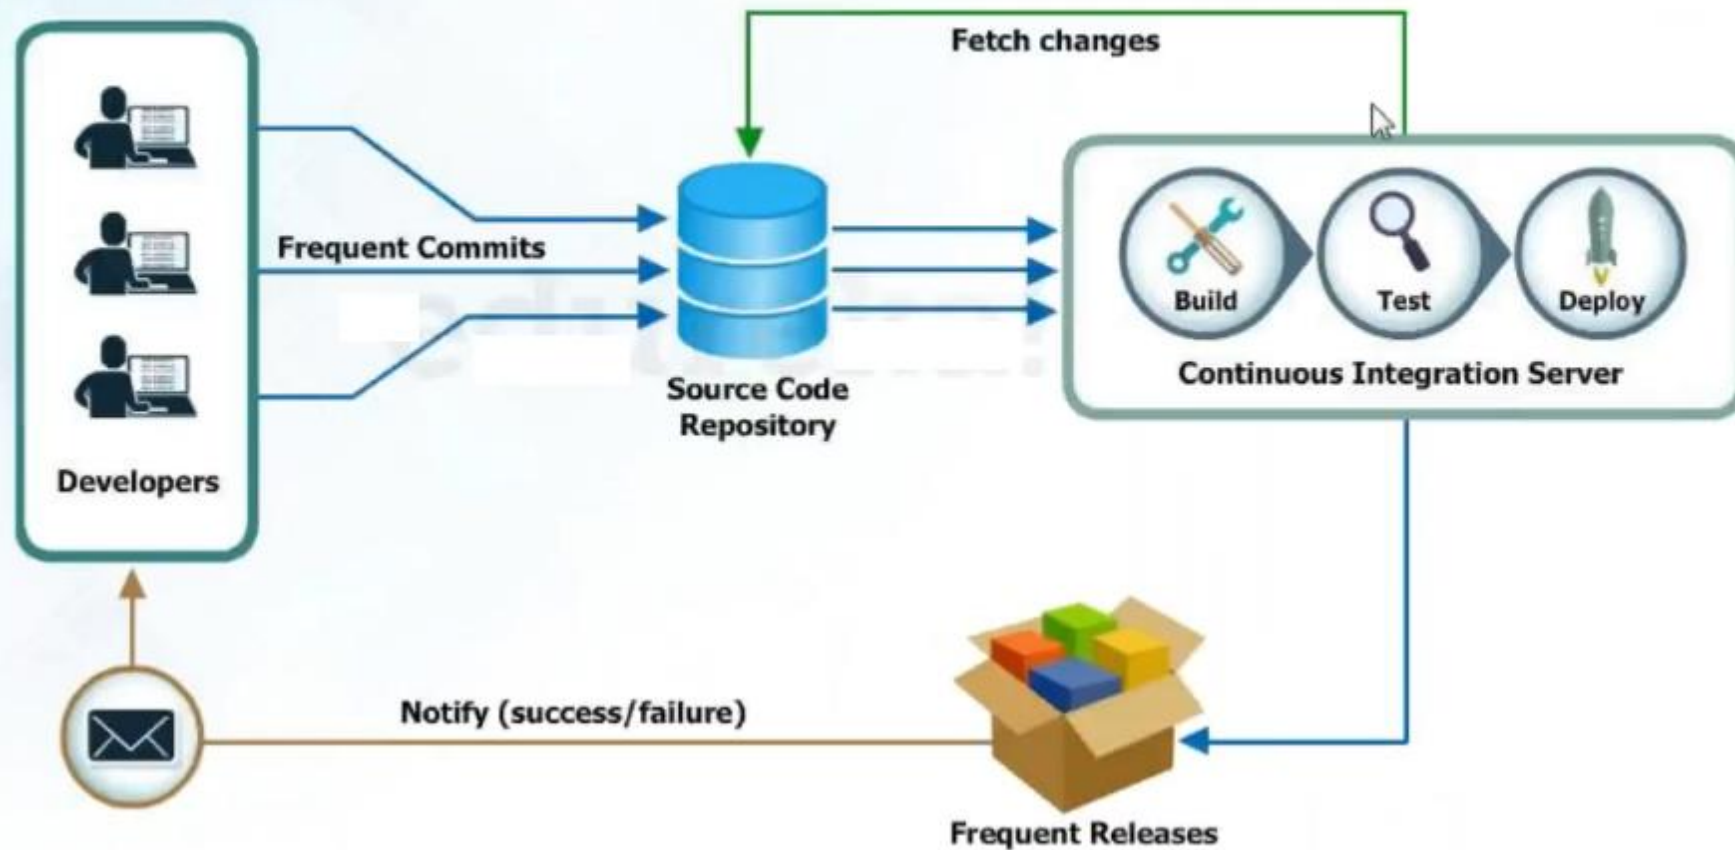 Fetch changes
Frequent Commits
Build
Test
Deploy
Continuous Integration Server
Source Code
Repository
Developers
Notify (success/failure)
Frequent Releases